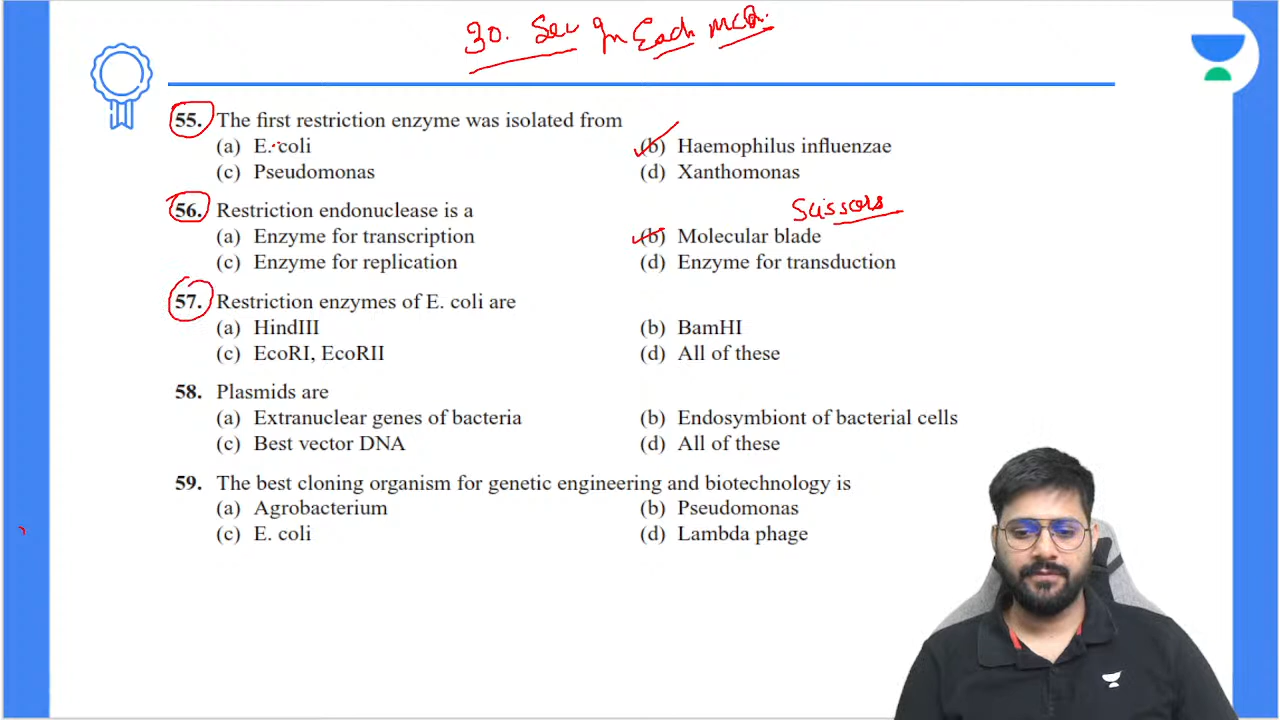 30. Sec In Each MCQ.
55. The first restriction enzyme was isolated from
(a) E. coli (b) Haemophilus influenzae
(c) Pseudomonas (d) Xanthomonas
56. Restriction endonuclease is a
Scissors
(a) Enzyme for transcription (b) Molecular blade
(c) Enzyme for replication (d) Enzyme for transduction
57. Restriction enzymes of E. coli are
(a) HindIII (b) BamHI
(c) EcoRI, EcoRII (d) All of these
58. Plasmids are
(a) Extranuclear genes of bacteria (b) Endosymbiont of bacterial cells
(c) Best vector DNA (d) All of these
59. The best cloning organism for genetic engineering and biotechnology is
(a) Agrobacterium (b) Pseudomonas
(c) E. coli (d) Lambda phage